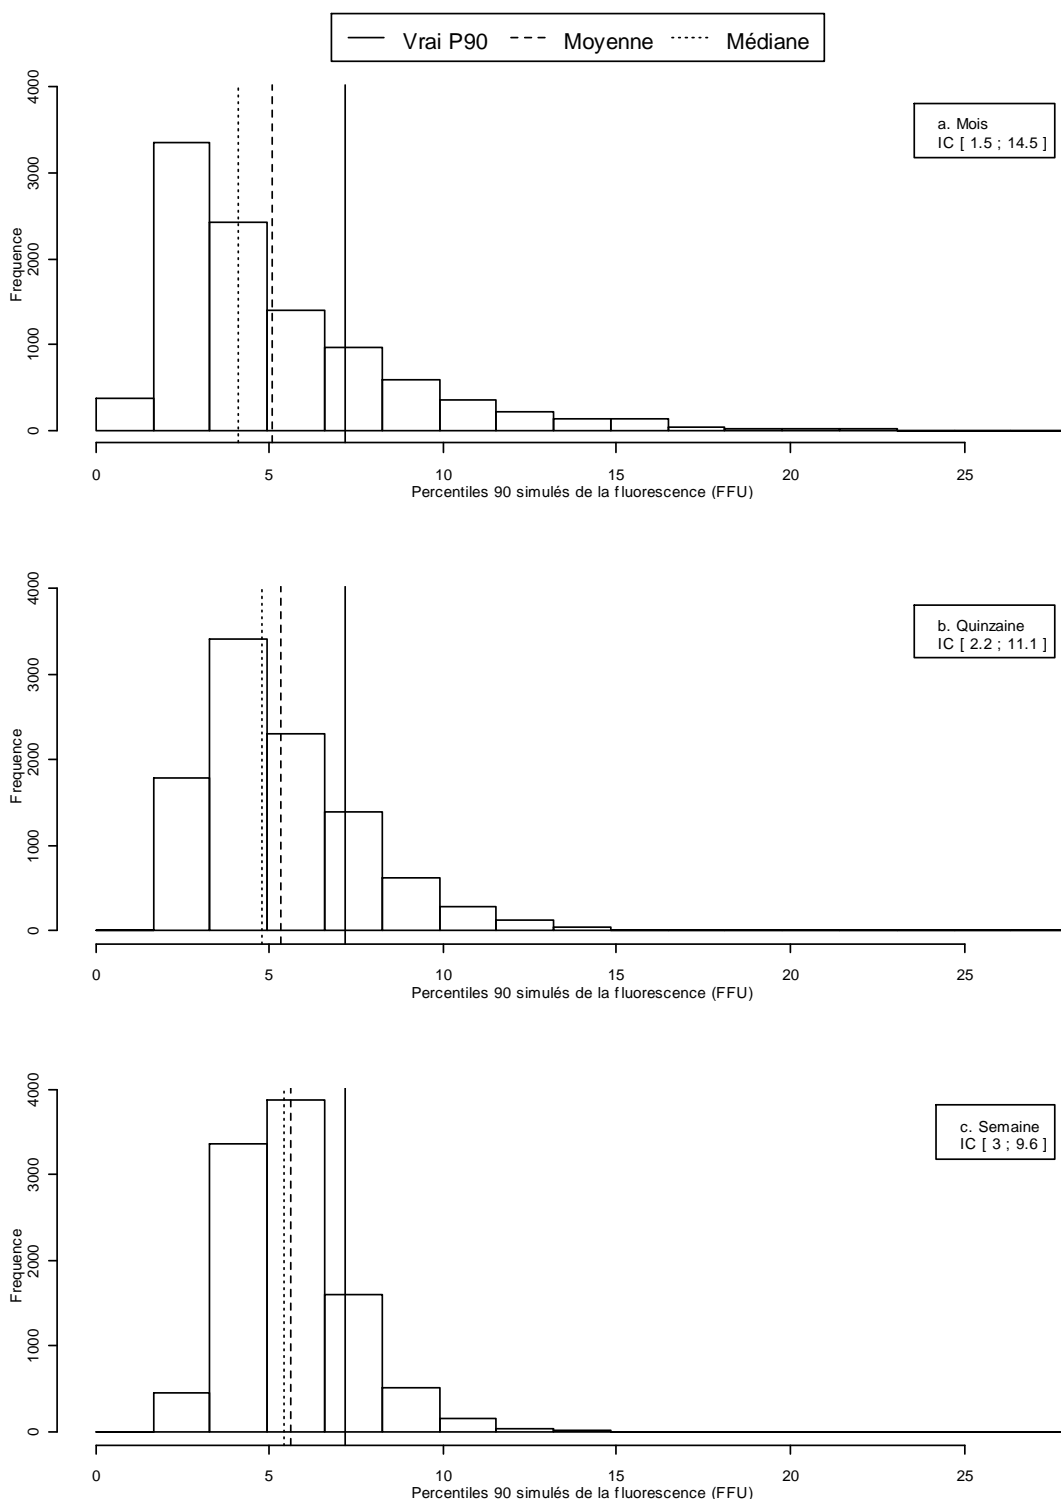 Vrai P90 Moyenne Médiane
a. Mois
IC [ 1.5 ; 14.5 ]
Frequence
4000
3000
2000
1000
0
0 5 10 15 20 25
Percentiles 90 simulés de la fluorescence (FFU)
b. Quinzaine
IC [ 2.2 ; 11.1 ]
Frequence
4000
3000
2000
1000
0
0 5 10 15 20 25
Percentiles 90 simulés de la fluorescence (FFU)
c. Semaine
IC [ 3 ; 9.6 ]
Frequence
4000
3000
2000
1000
0
0 5 10 15 20 25
Percentiles 90 simulés de la fluorescence (FFU)